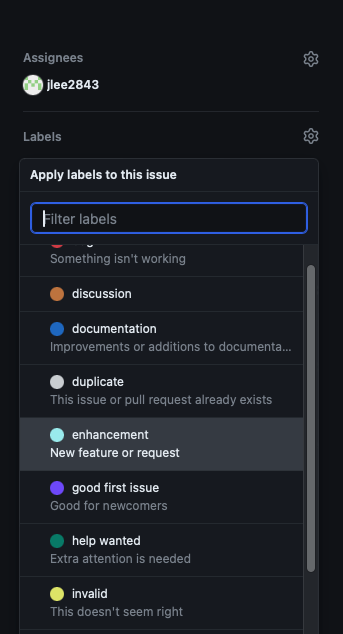 Assignees
jlee2843
Labels
Apply labels to this issue
Filter labels
Something isn't working
discussion
documentation
Improvements or additions to documenta...
duplicate
This issue or pull request already exists
enhancement
New feature or request
good first issue
Good for newcomers
help wanted
Extra attention is needed
invalid
This doesn't seem right